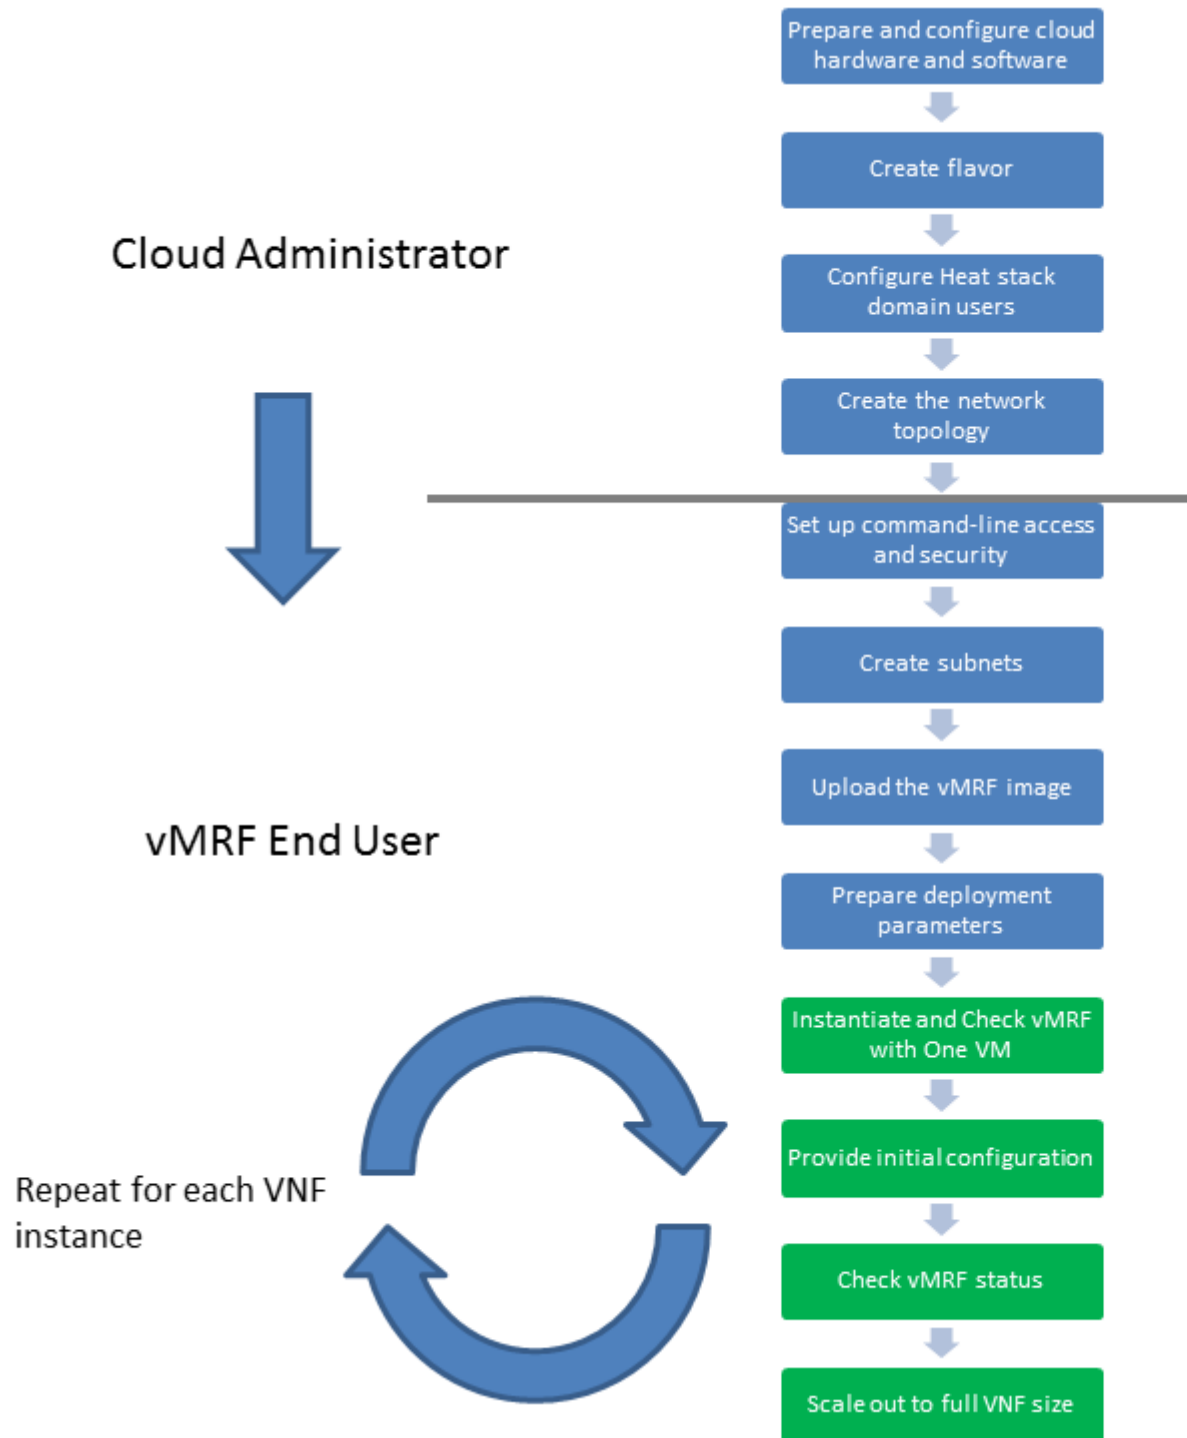 Prepare and configure cloud
hardware and software
Create flavor
Cloud Administrator
Configure Heat stack
domain users
Create the network
topology
Set up command-line access
and security
Create subnets
Upload the vMRF image
vMRF End User
Prepare deployment
parameters
Instantiate and Check vMRF
with One VM
Provide initial configuration
Repeat for each VNF
instance
Check vMRF status
Scale out to full VNF size